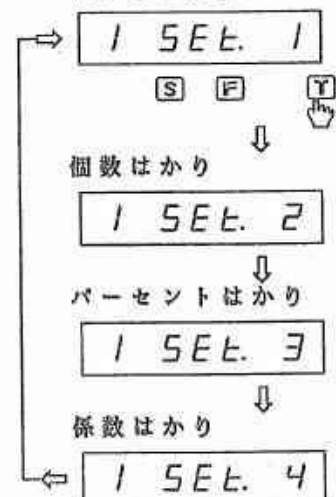 1 SEt. 1
S F T
個数はかり
1 SEt. 2
パーセントはかり
1 SEt. 3
係数はかり
1 SEt. 4